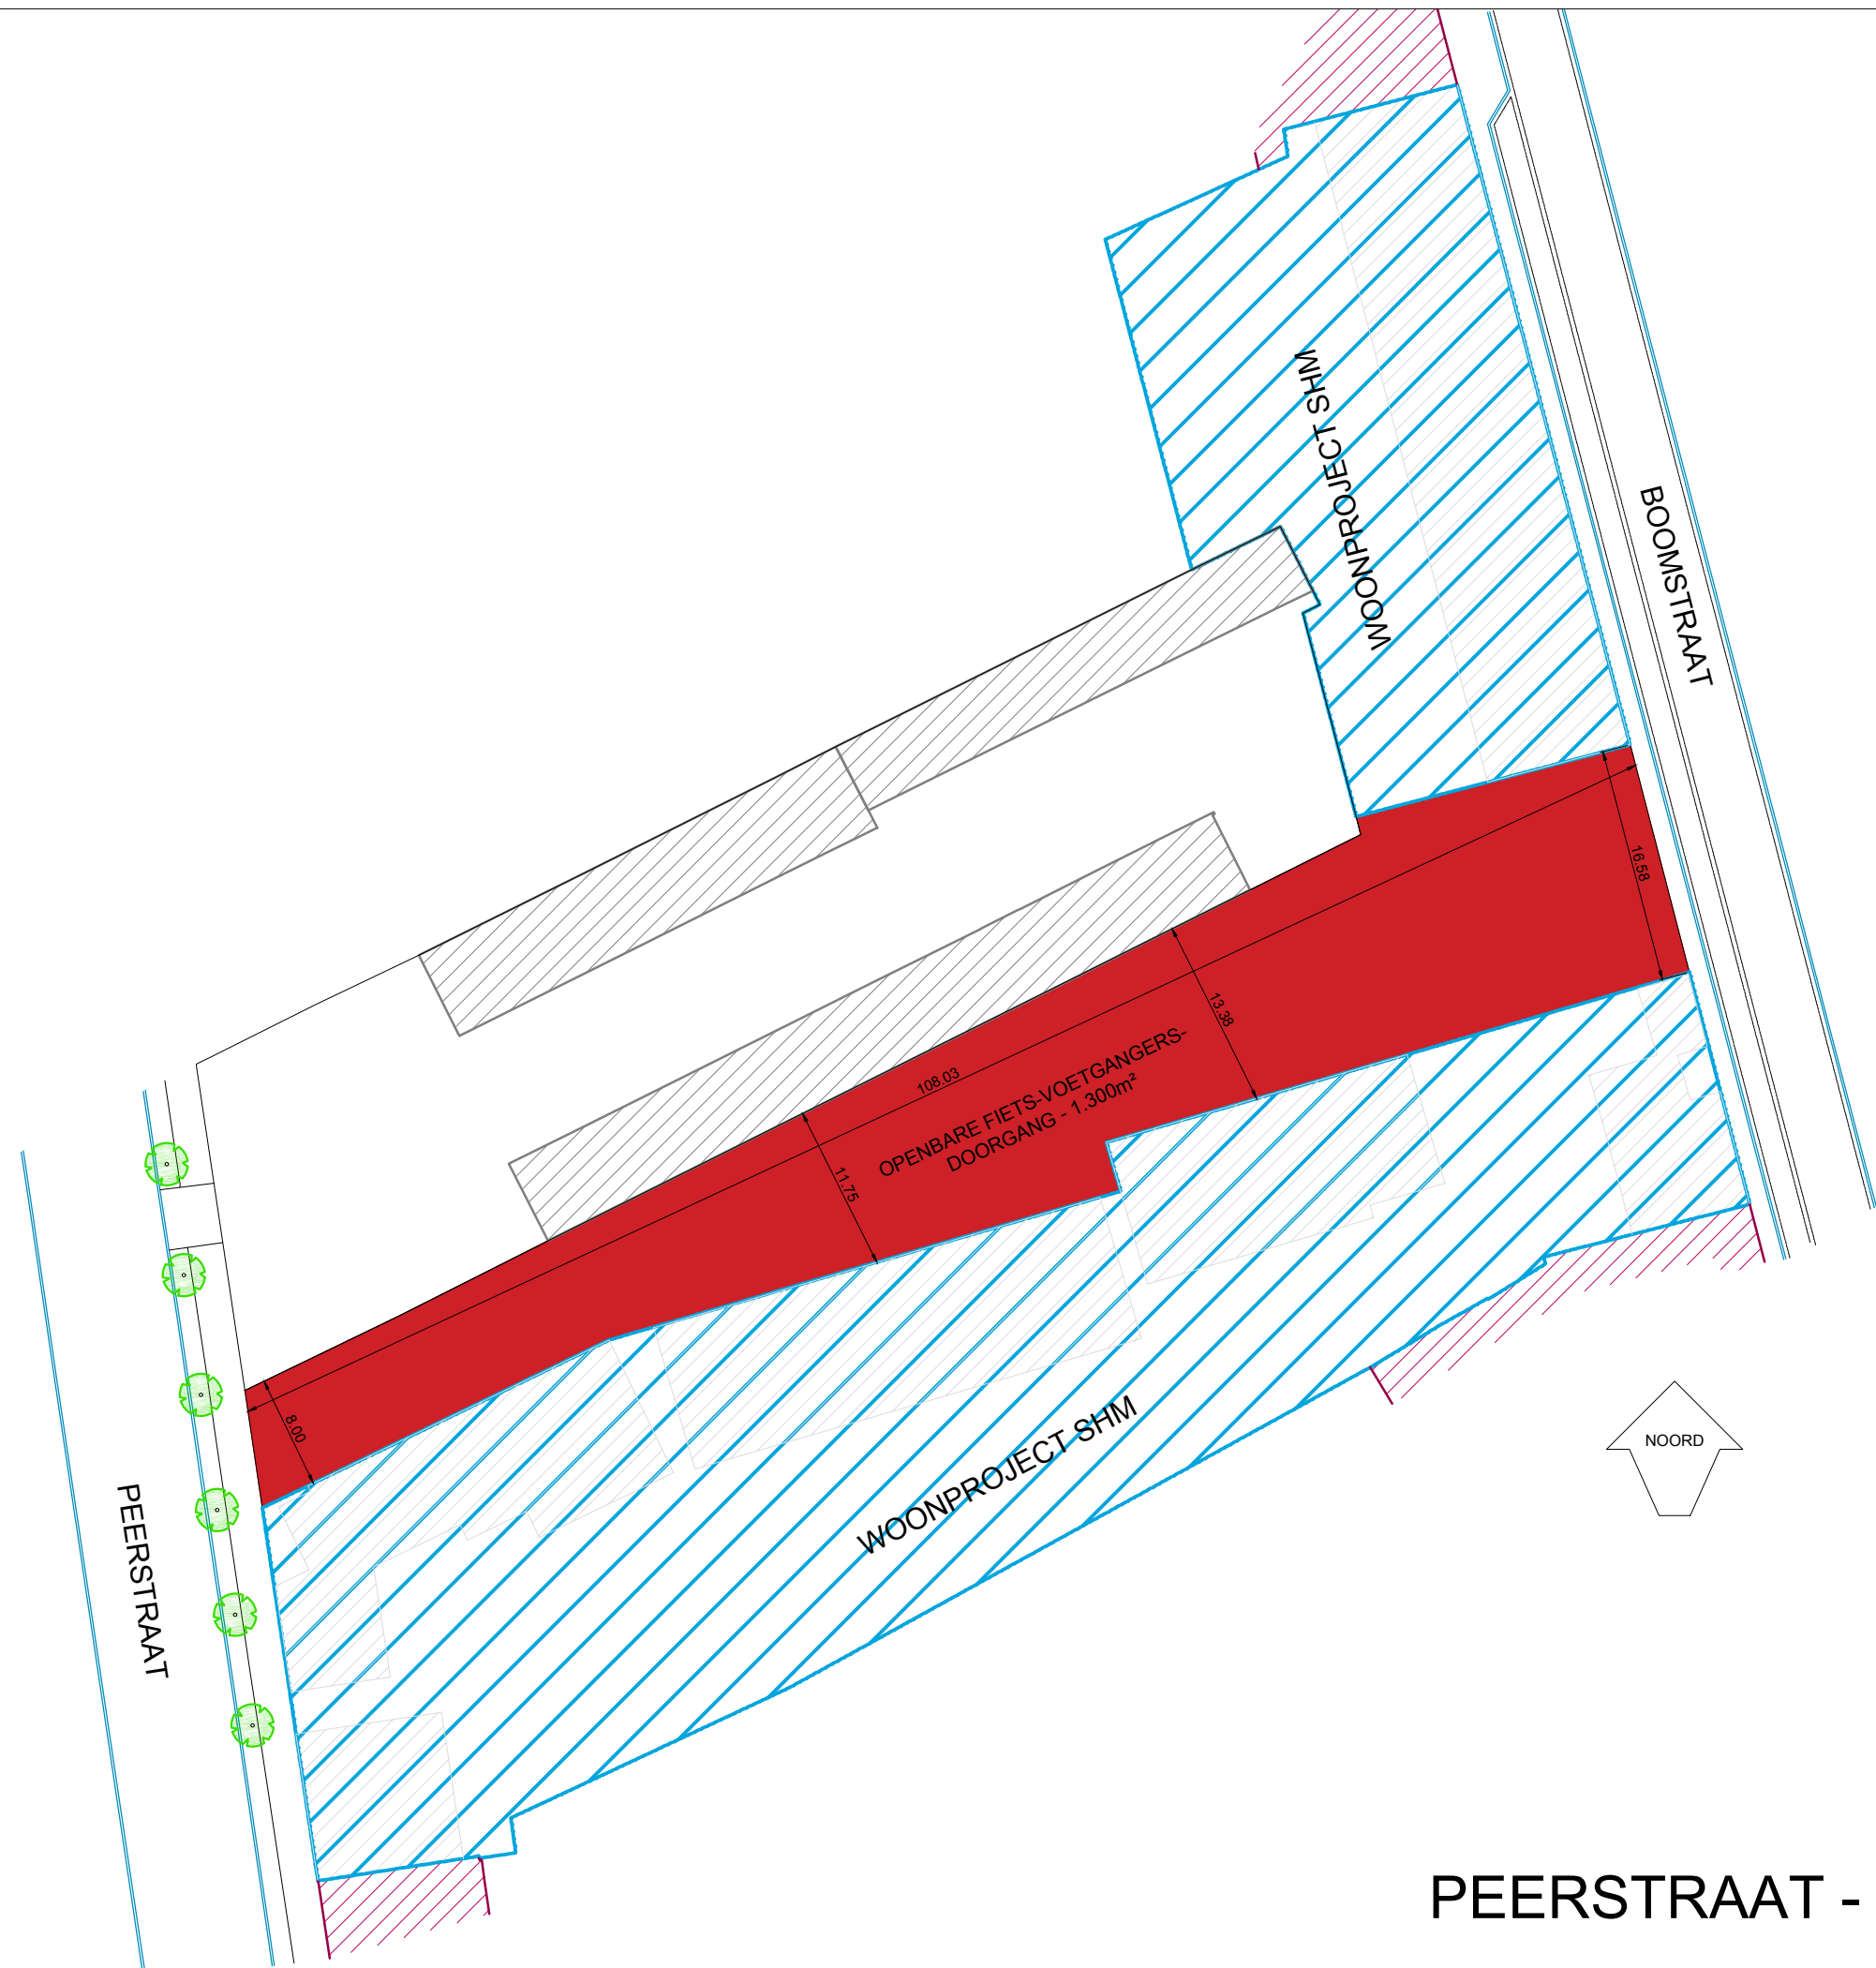 WOONPROJECT SHM
BOOMSTRAAT
16.58
13.38
108.03
OPENBARE FIETS-VOETGANGERS-
DOORGANG - 1.300m²
11.75
8.00
WOONPROJECT SHM
NOORD
PEERSTRAAT
PEERSTRAAT -